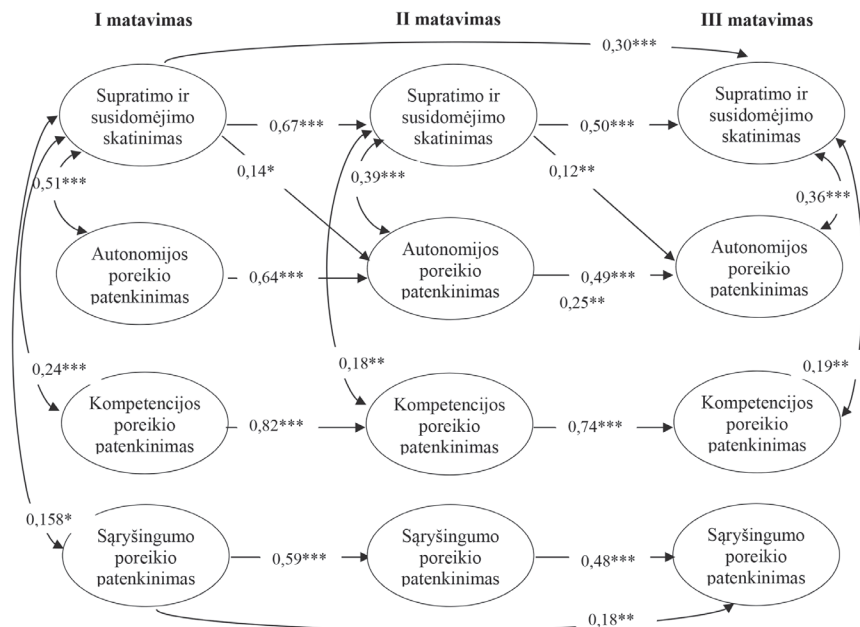 I matavimas
II matavimas
III matavimas
0,30***
Supratimo ir
susidomėjimo
skatinimas
0,67***
Supratimo ir
susidomėjimo
skatinimas
0,50***
Supratimo ir
susidomėjimo
skatinimas
0,14*
0,12**
0,51***
0,39***
0,36***
Autonomijos
poreikio
patenkinimas
0,64***
Autonomijos
poreikio
patenkinimas
0,49***
0,25**
Autonomijos
poreikio
patenkinimas
0,24***
0,18**
0,19**
Kompetencijos
poreikio
patenkinimas
0,82***
Kompetencijos
poreikio
patenkinimas
0,74***
Kompetencijos
poreikio
patenkinimas
0,158*
Sąryšingumo
poreikio
patenkinimas
0,59***
Sąryšingumo
poreikio
patenkinimas
0,48***
Sąryšingumo
poreikio
patenkinimas
0,18**